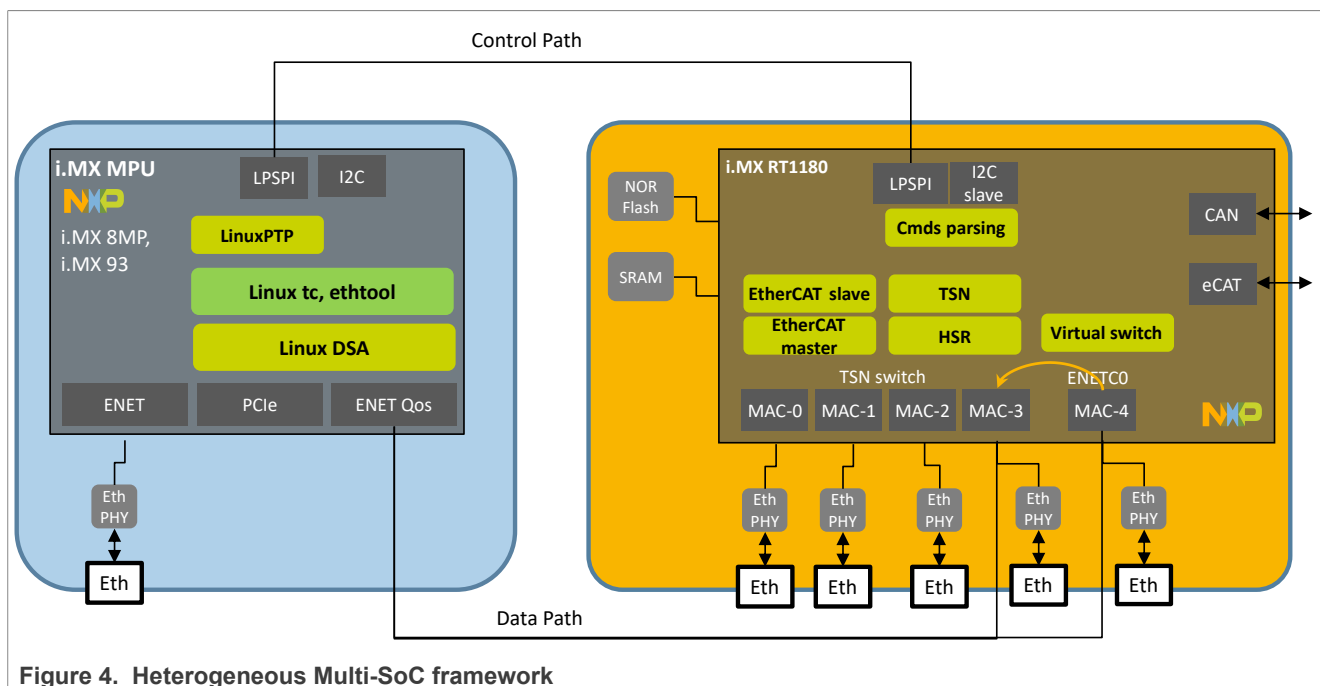 Control Path
i.MX MPU
NXP
i.MX 8MP,
i.MX 93
LPSPI
I2C
LinuxPTP
Linux tc, ethtool
Linux DSA
ENET
PCIe
ENET Qos
Eth
PHY
Eth
NOR
Flash
SRAM
i.MX RT1180
LPSPI
I2C
slave
Cmds parsing
CAN
eCAT
EtherCAT slave
TSN
EtherCAT
master
HSR
Virtual switch
TSN switch
ENETC0
MAC-0
MAC-1
MAC-2
MAC-3
MAC-4
NXP
Eth
PHY
Eth
PHY
Eth
PHY
Eth
PHY
Eth
PHY
Eth
Eth
Eth
Eth
Eth
Data Path
Figure 4. Heterogeneous Multi-SoC framework